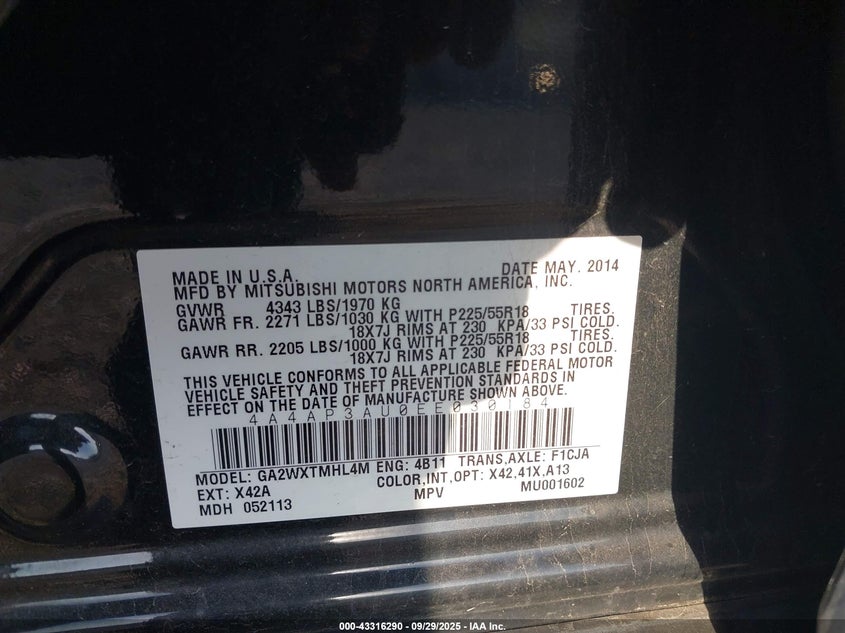 MADE IN U.S.A. DATE MAY. 2014
MFD BY MITSUBISHI MOTORS NORTH AMERICA, INC.
GVWR 4343 LBS/1970 KG
GAWR FR. 2271 LBS/1030 KG WITH P225/55R18 TIRES.
18X7J RIMS AT 230 KPA/33 PSI COLD.
GAWR RR. 2205 LBS/1000 KG WITH P225/55R18 TIRES.
18X7J RIMS AT 230 KPA/33 PSI COLD.
THIS VEHICLE CONFORMS TO ALL APPLICABLE FEDERAL MOTOR
VEHICLE SAFETY AND THEFT PREVENTION STANDARDS IN
EFFECT ON THE DATE OF MANUFACTURE SHOWN ABOVE.
4A4AP3AU0EE030184
MODEL: GA2WXTMHL4M ENG: 4B11 TRANS,AXLE: F1CJA
EXT: X42A COLOR,INT,OPT: X42,41X,A13
MDH 052113 MPV MU001602
000-43316290 - 09/29/2025 - IAA Inc.